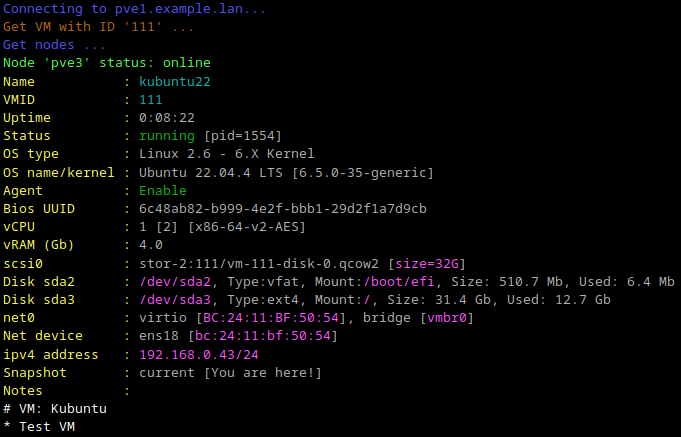 Connecting to pve1.example.lan...
Get VM with ID '111' ...
Get nodes ...
Node 'pve3' status: online
Name           : kubuntu22
VMID           : 111
Uptime         : 0:08:22
Status         : running [pid=1554]
OS type        : Linux 2.6 - 6.X Kernel
OS name/kernel : Ubuntu 22.04.4 LTS [6.5.0-35-generic]
Agent          : Enable
Bios UUID      : 6c48ab82-b999-4e2f-bbb1-29d2f1a7d9cb
vCPU           : 1 [2] [x86-64-v2-AES]
vRAM (Gb)      : 4.0
scsi0          : stor-2:111/vm-111-disk-0.qcow2 [size=32G]
Disk sda2      : /dev/sda2, Type:vfat, Mount:/boot/efi, Size: 510.7 Mb, Used: 6.4 Mb
Disk sda3      : /dev/sda3, Type:ext4, Mount:/, Size: 31.4 Gb, Used: 12.7 Gb
net0           : virtio [BC:24:11:BF:50:54], bridge [vmbr0]
Net device     : ens18 [bc:24:11:bf:50:54]
ipv4 address   : 192.168.0.43/24
Snapshot       : current [You are here!]
Notes          :
# VM: Kubuntu
* Test VM